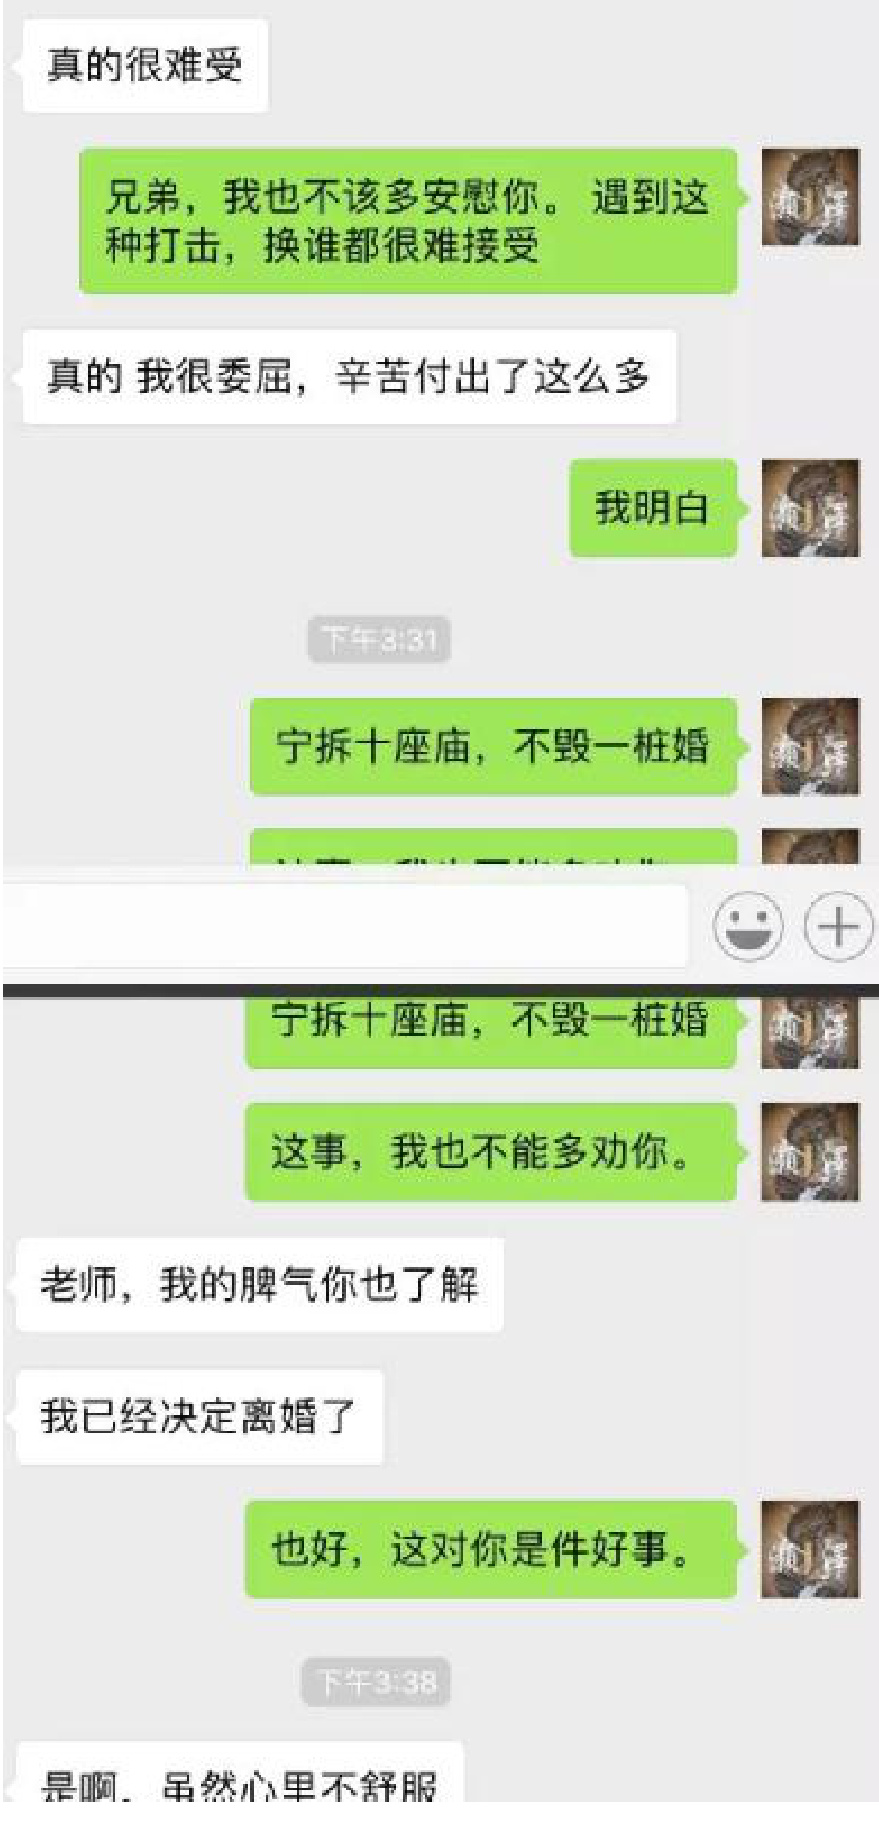 真的很难受
兄弟，我也不该多安慰你。 遇到这
种打击，换谁都很难接受
真的 我很委屈，辛苦付出了这么多
我明白
下午3:31
宁拆十座庙，不毁一桩婚
宁拆十座庙，不毁一桩婚
这事，我也不能多劝你。
老师，我的脾气你也了解
我已经决定离婚了
也好，这对你是件好事。
下午3:38
是啊，虽然心里不舒服